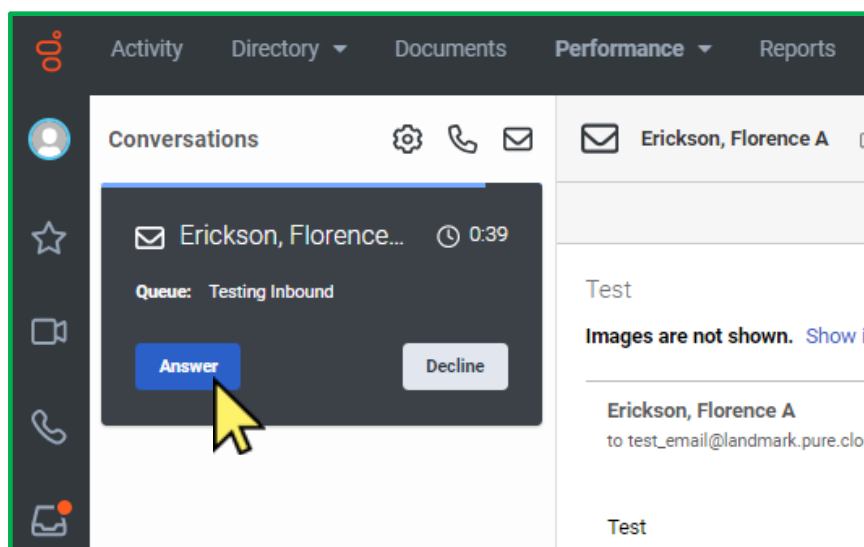 Activity Directory Documents Performance Reports
Conversations
Erickson, Florence... 0:39
Queue: Testing Inbound
Answer Decline
Erickson, Florence A
Test
Images are not shown. Show
Erickson, Florence A
to test_email@landmark.pure.clo
Test